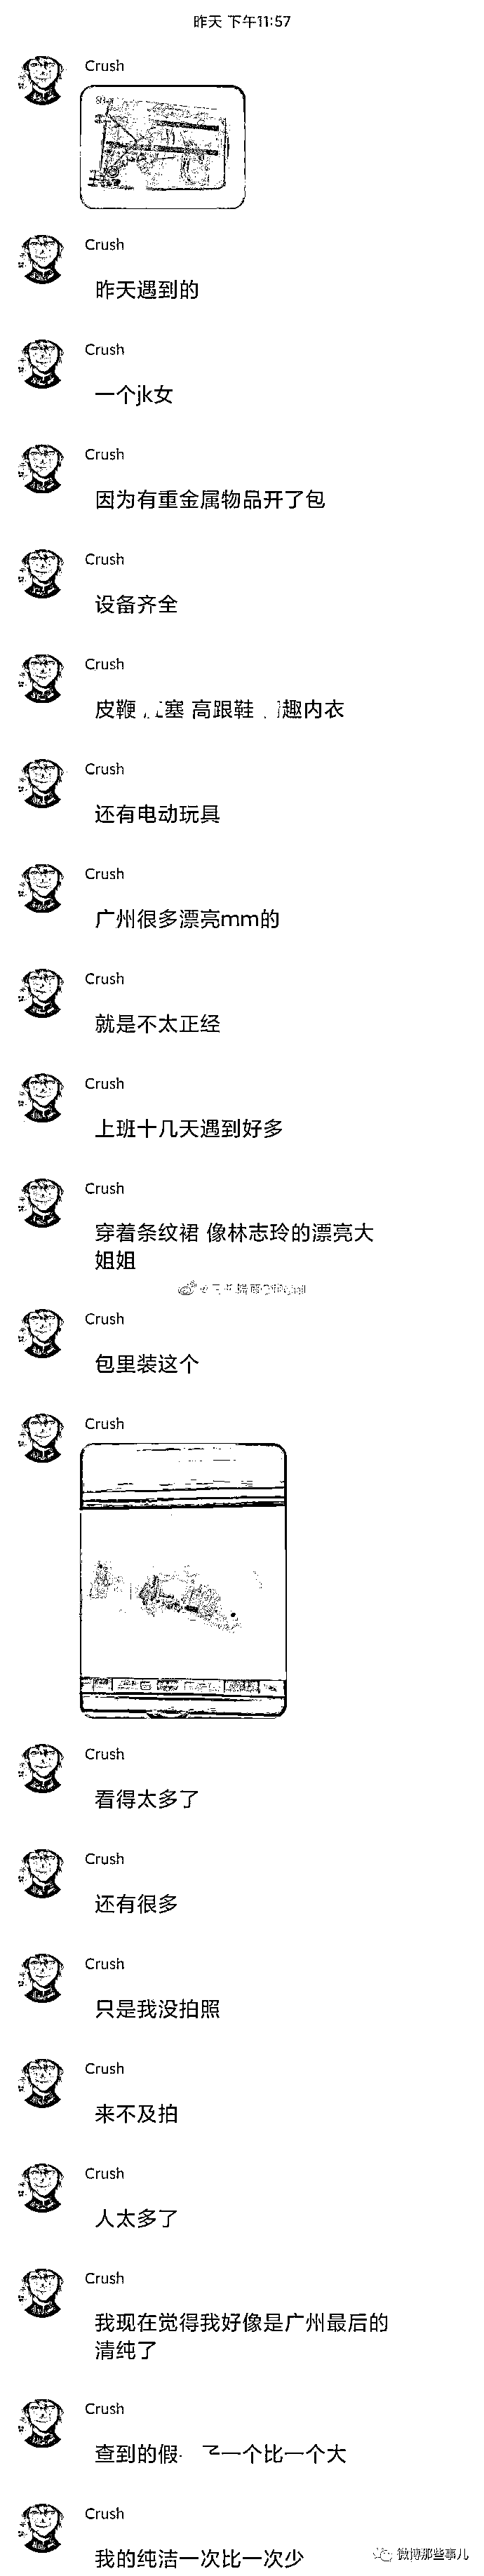 昨天 下午11:57
Crush
Crush
昨天遇到的
Crush
一个jk女
Crush
因为有重金属物品开了包
Crush
设备齐全
Crush
皮鞭 塞 高跟鞋 趣内衣
Crush
还有电动玩具
Crush
广州很多漂亮mm的
Crush
就是不太正经
Crush
上班十几天遇到好多
Crush
穿着条纹裙 像林志玲的漂亮大
姐姐
Crush
包里装这个
Crush
Crush
看得太多了
Crush
还有很多
Crush
只是我没拍照
Crush
来不及拍
Crush
人太多了
Crush
我现在觉得我好像是广州最后的
清纯了
Crush
查到的假 一个比一个大
Crush
我的纯洁一次比一次少
微博那些事儿